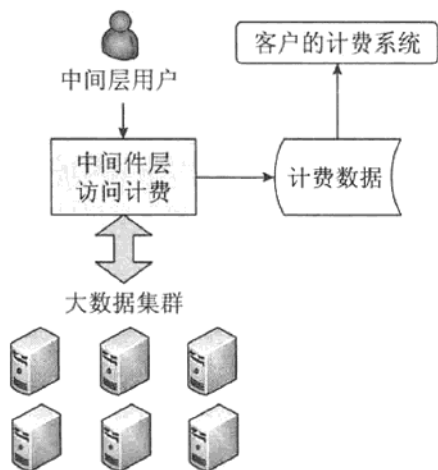 客户的计费系统
中间层用户
中间件层
访问计费
计费数据
大数据集群